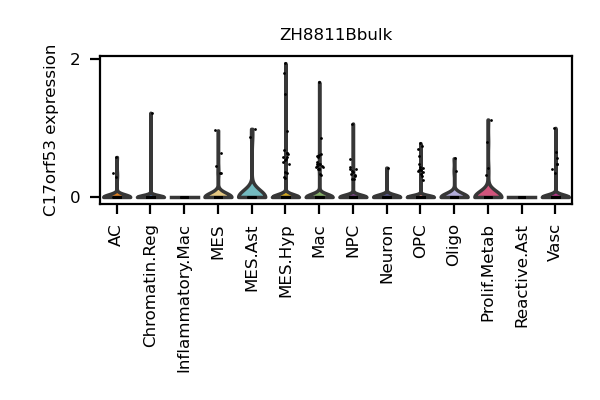 ZH8811Bbulk
C17orf53 expression
2
0
AC
Chromatin.Reg
Inflammatory.Mac
MES
MES.Ast
MES.Hyp
Mac
NPC
Neuron
OPC
Oligo
Prolif.Metab
Reactive.Ast
Vasc